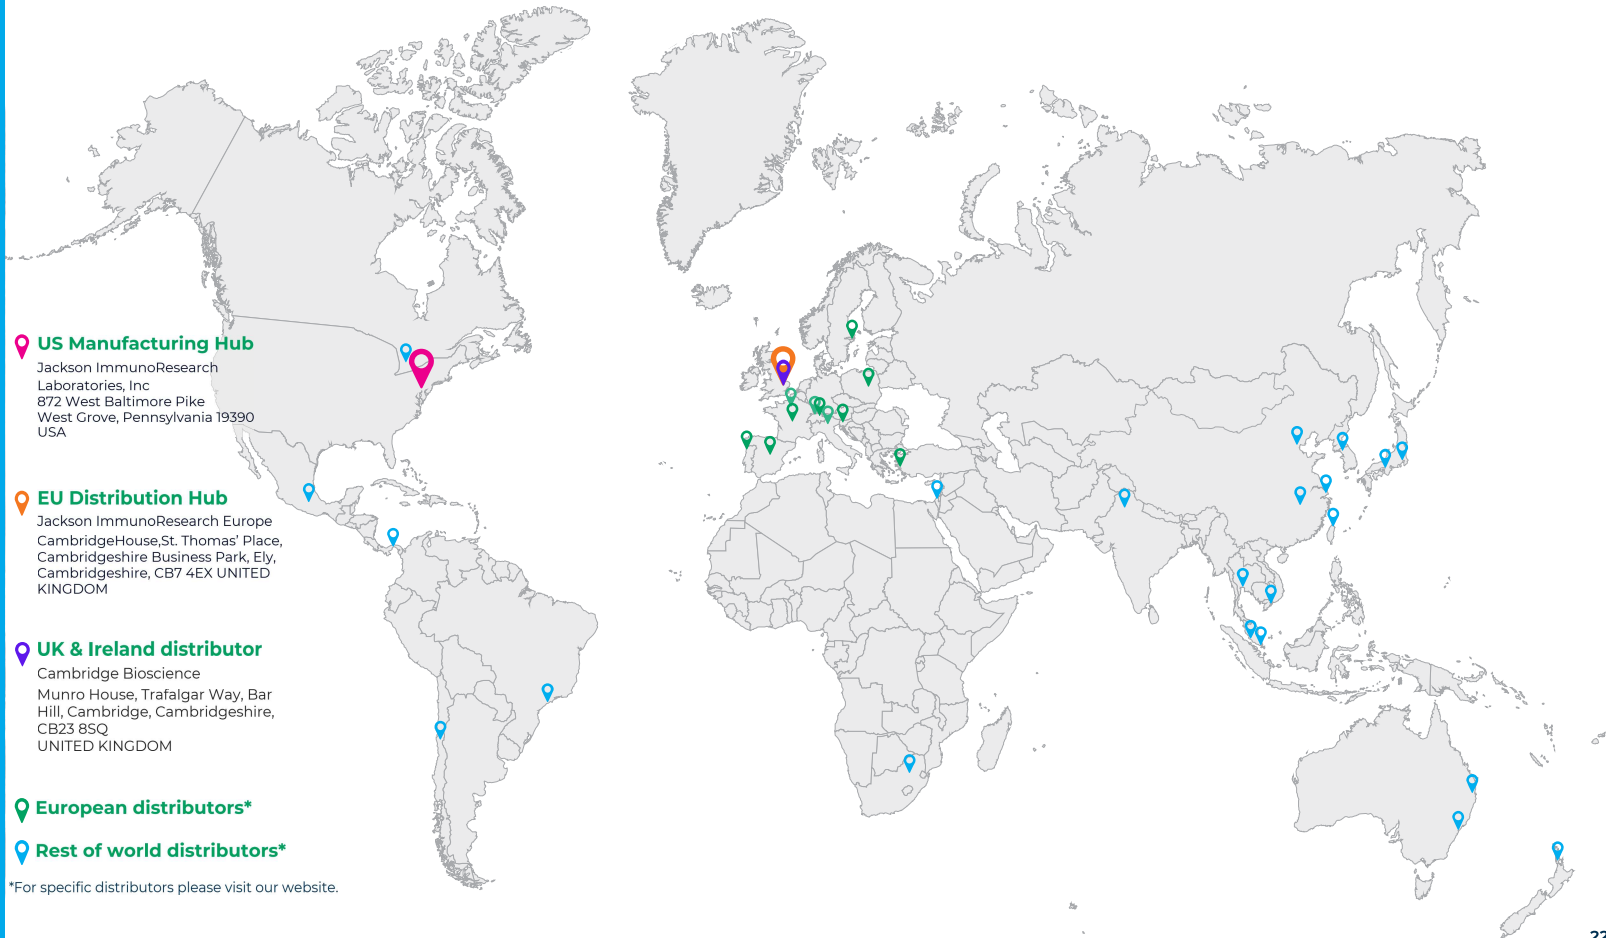 US Manufacturing Hub
Jackson ImmunoResearch
Laboratories, Inc
872 West Baltimore Pike
West Grove, Pennsylvania 19390
USA
EU Distribution Hub
Jackson ImmunoResearch Europe
CambridgeHouse,St. Thomas’ Place,
Cambridgeshire Business Park, Ely,
Cambridgeshire, CB7 4EX UNITED
KINGDOM
UK & Ireland distributor
Cambridge Bioscience
Munro House, Trafalgar Way, Bar
Hill, Cambridge, Cambridgeshire,
CB23 8SQ
UNITED KINGDOM
European distributors*
Rest of world distributors*
*For specific distributors please visit our website.